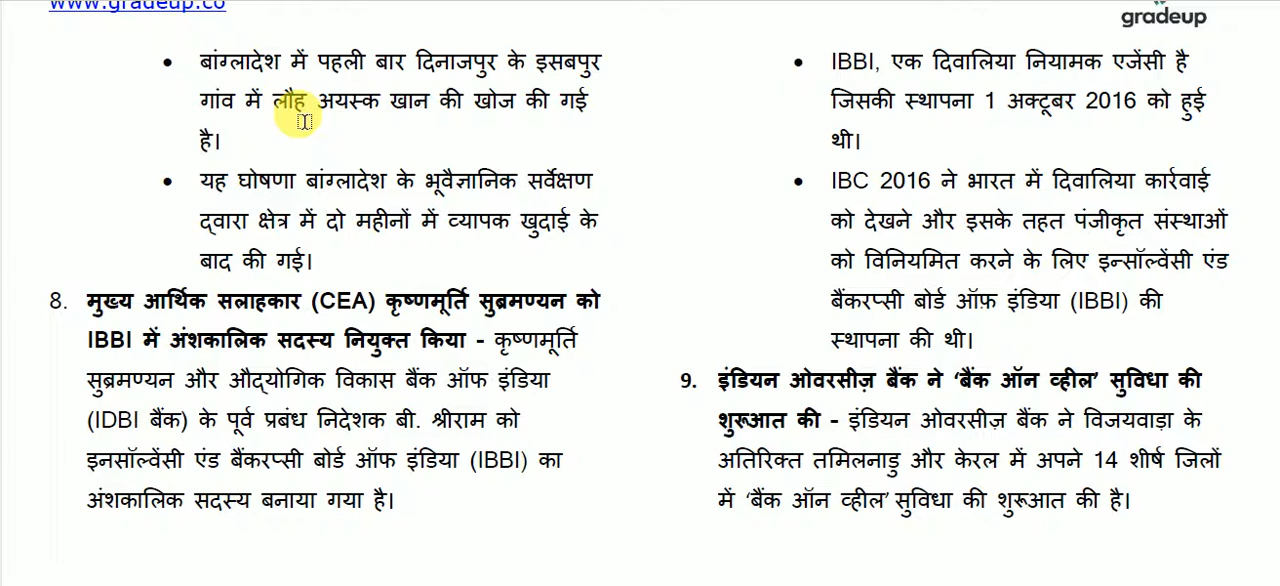 www.gradeup.co
gradeup
• बांग्लादेश में पहली बार दिनाजपुर के इसबपुर
गांव में लौह अयस्क खान की खोज की गई
है।
• यह घोषणा बांग्लादेश के भूवैज्ञानिक सर्वेक्षण
द्वारा क्षेत्र में दो महीनों में व्यापक खुदाई के
बाद की गई।
8. मुख्य आर्थिक सलाहकार (CEA) कृष्णमूर्ति सुब्रमण्यन को
IBBI में अंशकालिक सदस्य नियुक्त किया - कृष्णमूर्ति
सुब्रमण्यन और औद्योगिक विकास बैंक ऑफ इंडिया
(IDBI बैंक) के पूर्व प्रबंध निदेशक बी. श्रीराम को
इनसॉल्वेंसी एंड बैंकरप्सी बोर्ड ऑफ इंडिया (IBBI) का
अंशकालिक सदस्य बनाया गया है।
• IBBI, एक दिवालिया नियामक एजेंसी है
जिसकी स्थापना 1 अक्टूबर 2016 को हुई
थी।
• IBC 2016 ने भारत में दिवालिया कार्रवाई
को देखने और इसके तहत पंजीकृत संस्थाओं
को विनियमित करने के लिए इन्सॉल्वेंसी एंड
बैंकरप्सी बोर्ड ऑफ़ इंडिया (IBBI) की
स्थापना की थी।
9. इंडियन ओवरसीज़ बैंक ने ‘बैंक ऑन व्हील’ सुविधा की
शुरूआत की - इंडियन ओवरसीज़ बैंक ने विजयवाड़ा के
अतिरिक्त तमिलनाडु और केरल में अपने 14 शीर्ष जिलों
में ‘बैंक ऑन व्हील’ सुविधा की शुरूआत की है।